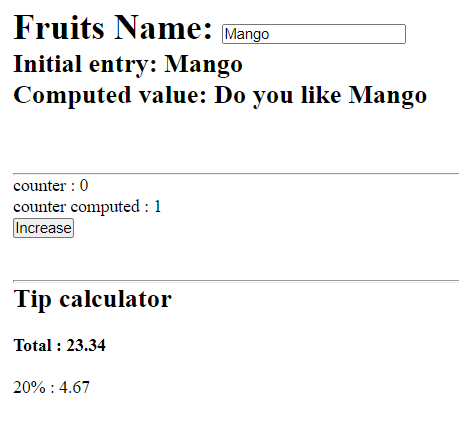 Fruits Name: Mango
Initial entry: Mango
Computed value: Do you like Mango
counter : 0
counter computed : 1
Increase
Tip calculator
Total : 23.34
20% : 4.67